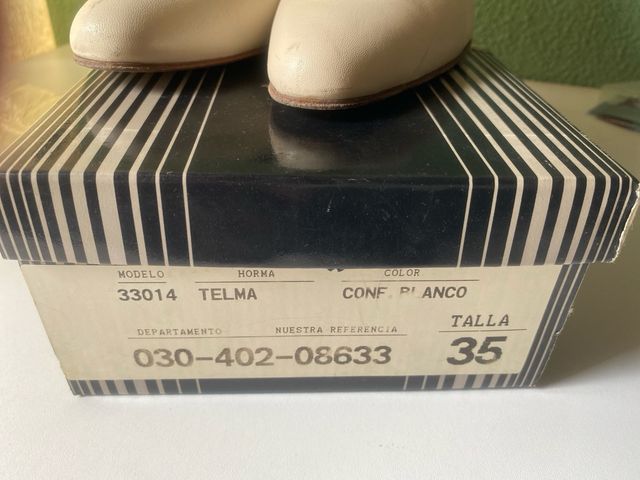 MODELO HORMA COLOR
33014 TELMA CONF. BLANCO
DEPARTAMENTO NUESTRA REFERENCIA TALLA
030-402-08633 35